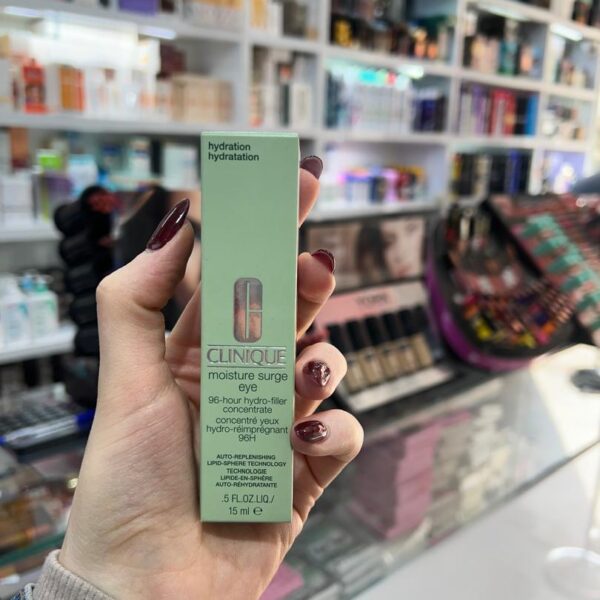 hydration
hydratation
CLINIQUE
moisture surge
eye
96-hour hydro-filler
concentrate
concentré yeux
hydro-réimprégnant
96H
AUTO-REPLENISHING
LIPID-SPHERE TECHNOLOGY
TECHNOLOGIE
LIPIDE-EN-SPHÈRE
AUTO-RÉHYDRATANTE
.5 FL.OZ.LIQ./
15 ml ℮